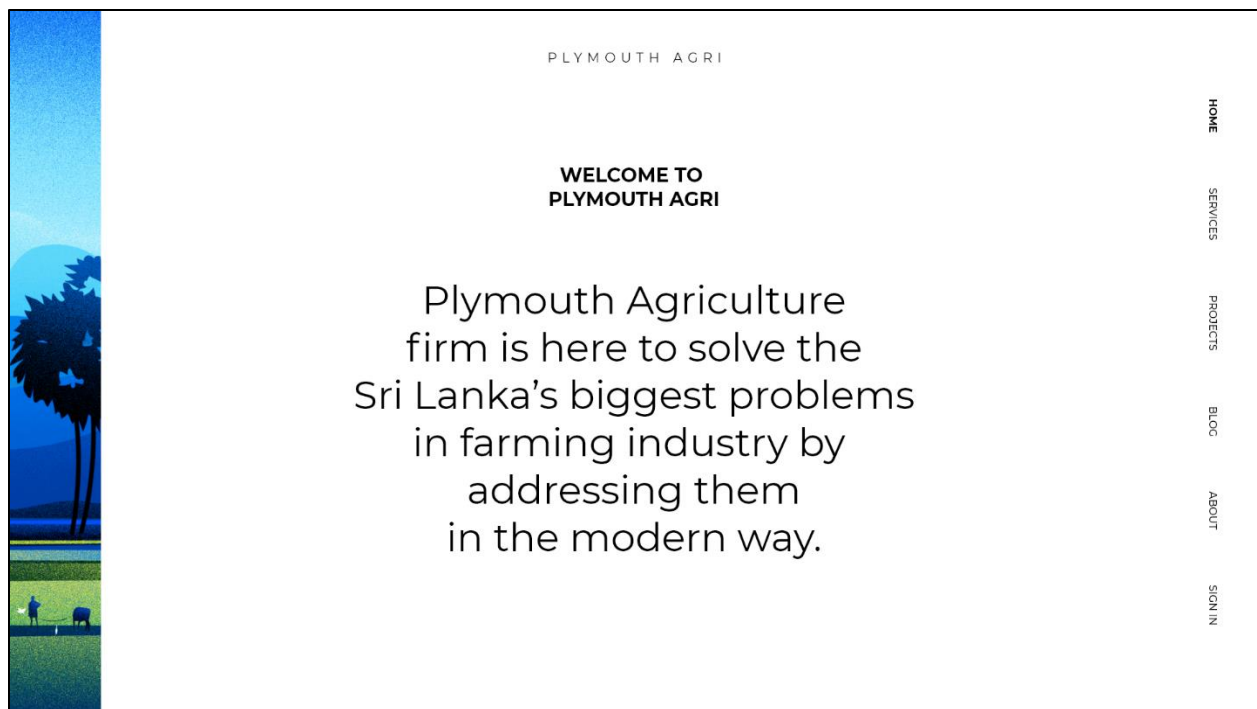 PLYMOUTH AGRI
WELCOME TO
PLYMOUTH AGRI
Plymouth Agriculture
firm is here to solve the
Sri Lanka's biggest problems
in farming industry by
addressing them
in the modern way.
HOME
SERVICES
PROJECTS
BLOG
ABOUT
SIGN IN